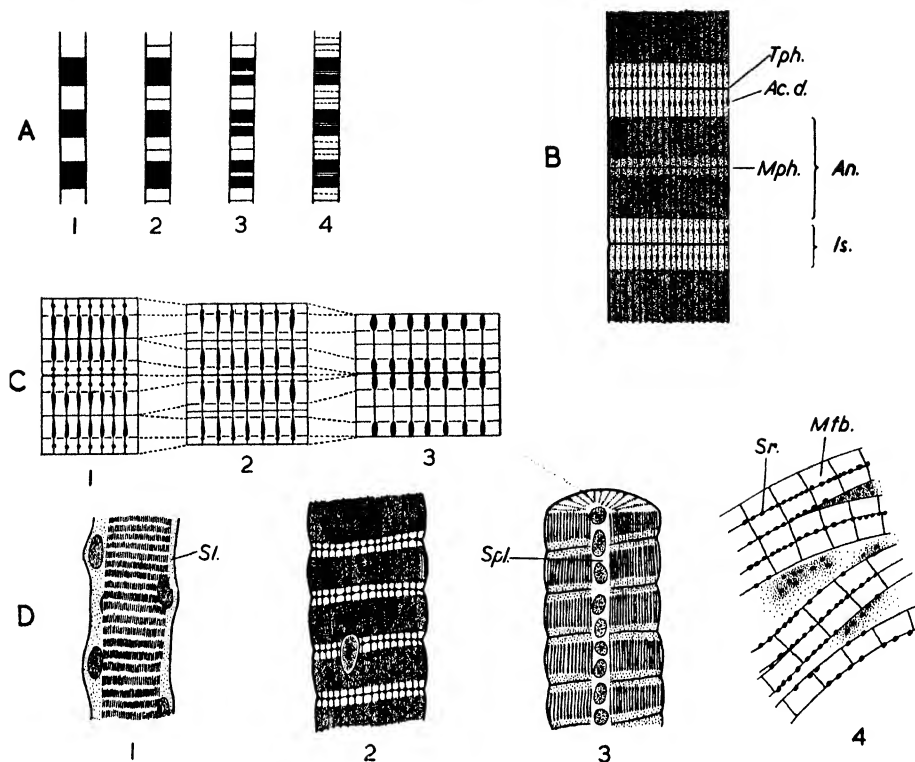 A
1 2 3 4
B
Tph.
Ac. d.
Mph.
An.
Is.
C
1 2 3
D
Sl.
1
2
Spl.
3
Sr.
Mfb.
4